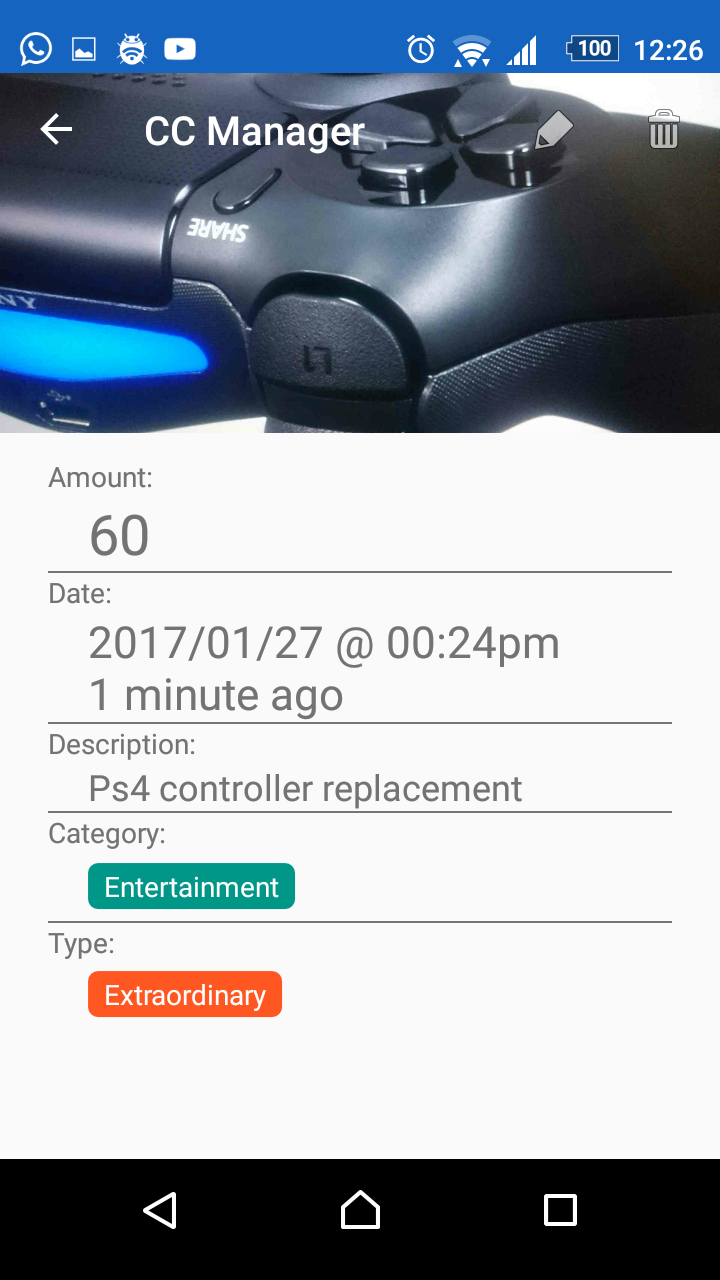 100 12:26
CC Manager
SHARE
NY
L1
Amount:
60
Date:
2017/01/27 @ 00:24pm
1 minute ago
Description:
Ps4 controller replacement
Category:
Entertainment
Type:
Extraordinary